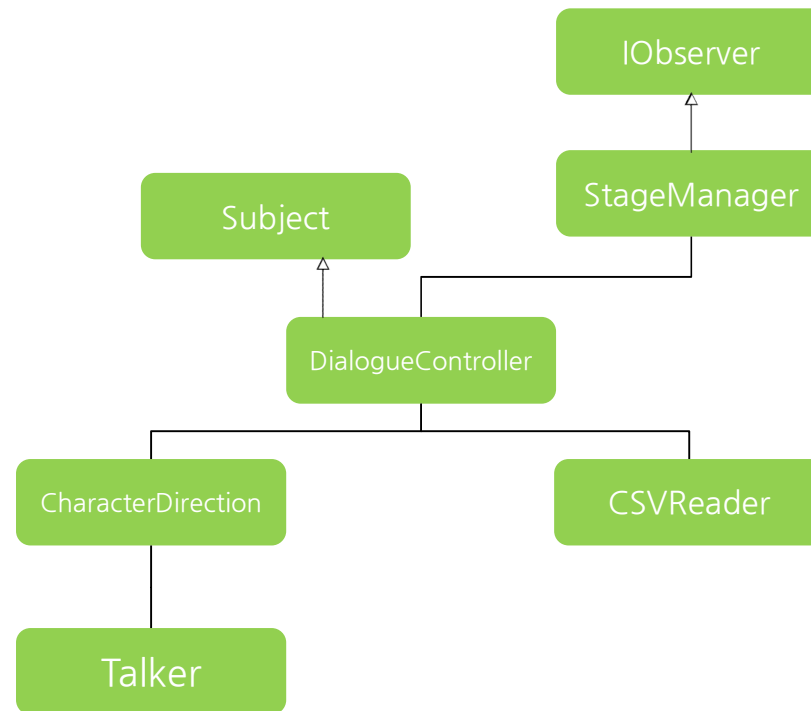 IObserver
StageManager
Subject
DialogueController
CharacterDirection
CSVReader
Talker